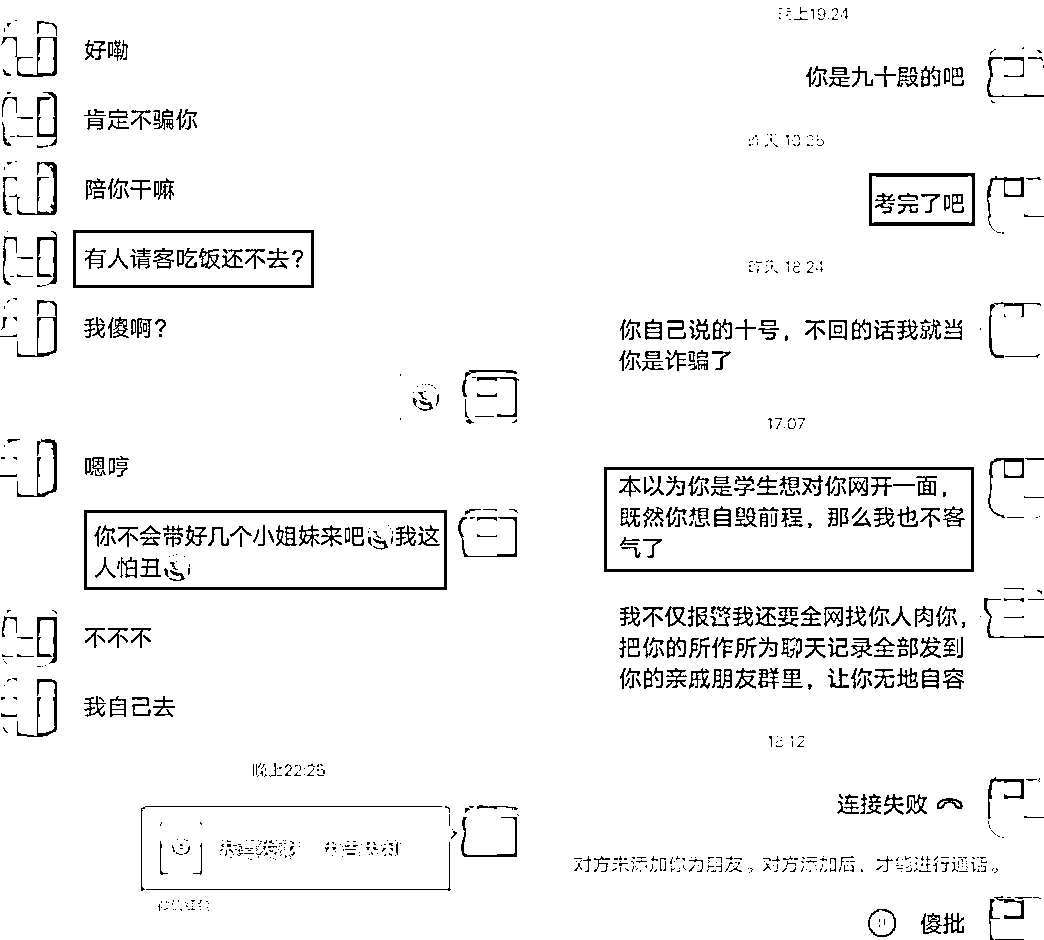 好嘞
肯定不骗你
陪你干嘛
有人请客吃饭还不去？
我傻啊？
嗯哼
你不会带好几个小姐妹来吧我这
人怕丑
不不不
我自己去
晚上22:26
晚上19:24
你是九十殿的吧
昨天 10:26
考完了吧
昨天 18:24
你自己说的十号，不回的话我就当
你是诈骗了
17:07
本以为你是学生想对你网开一面，
既然你想自毁前程，那么我也不客
气了
我不仅报警我还要全网找你人肉你，
把你的所作所为聊天记录全部发到
你的亲戚朋友群里，让你无地自容
18:12
连接失败
对方未添加你为朋友。对方添加后，才能进行通话。
傻批